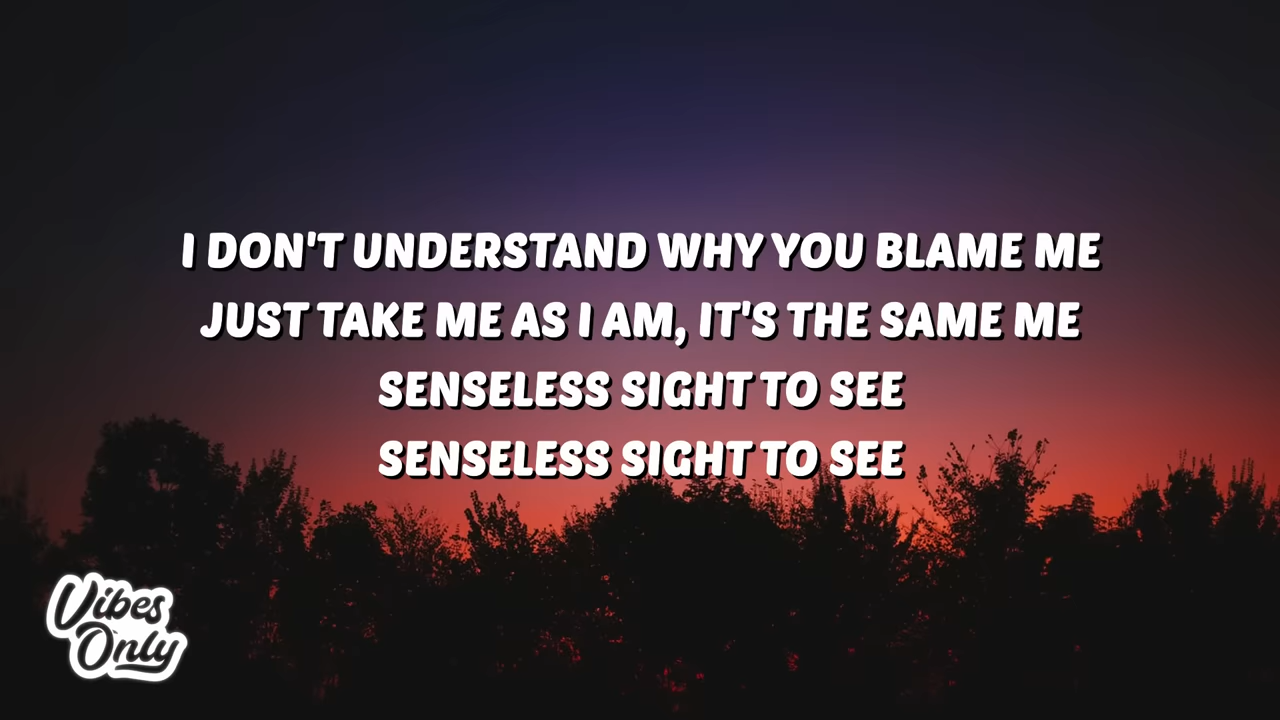 I DON'T UNDERSTAND WHY YOU BLAME ME
JUST TAKE ME AS I AM, IT'S THE SAME ME
SENSELESS SIGHT TO SEE
SENSELESS SIGHT TO SEE
Vibes
Only